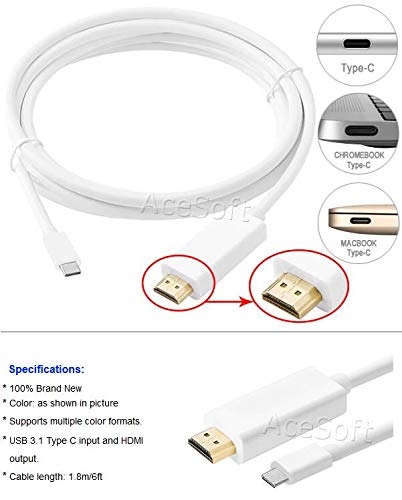 Type-C
CHROMEBOOK
Type-C
AceSoft
MACBOOK
Type-C
Specifications:
* 100% Brand New
* Color: as shown in picture
* Supports multiple color formats.
* USB 3.1 Type C input and HDMI
output.
* Cable length: 1.8m/6ft
AceSoft